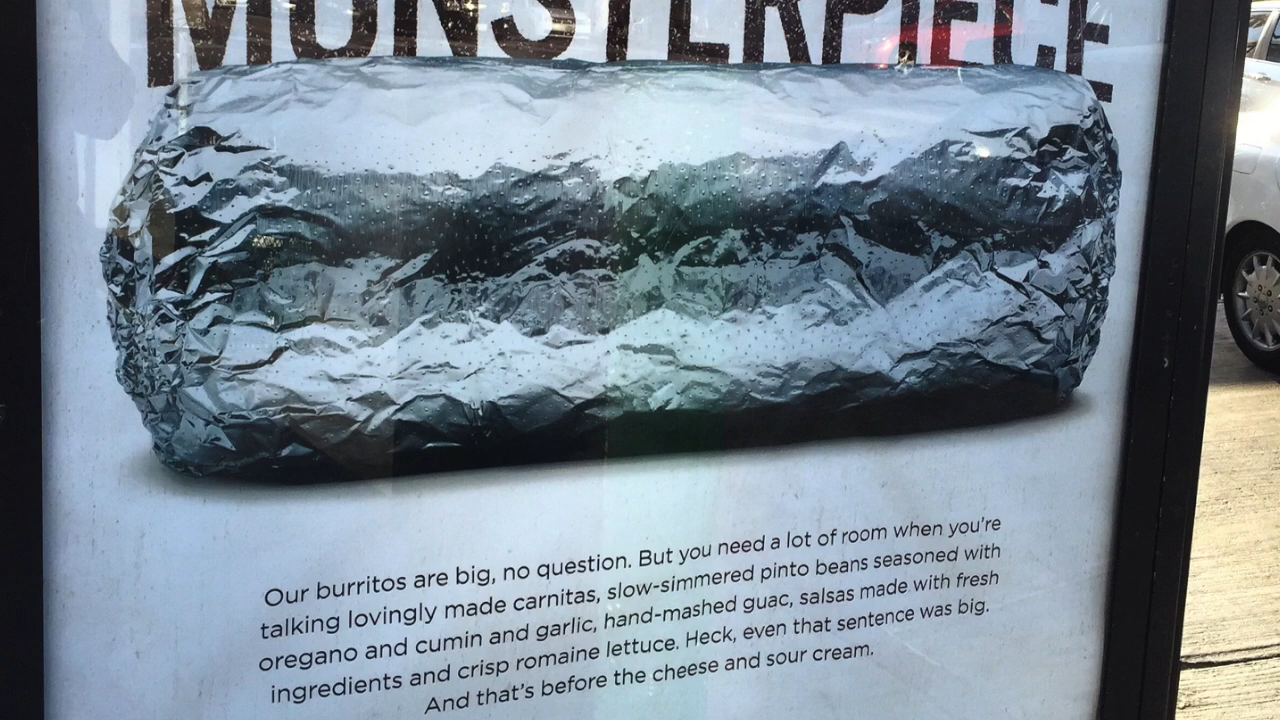 MONSTERPIECE
Our burritos are big, no question. But you need a lot of room when you're
talking lovingly made carnitas, slow-simmered pinto beans seasoned with
oregano and cumin and garlic, hand-mashed guac, salsas made with fresh
ingredients and crisp romaine lettuce. Heck, even that sentence was big.
And that's before the cheese and sour cream.